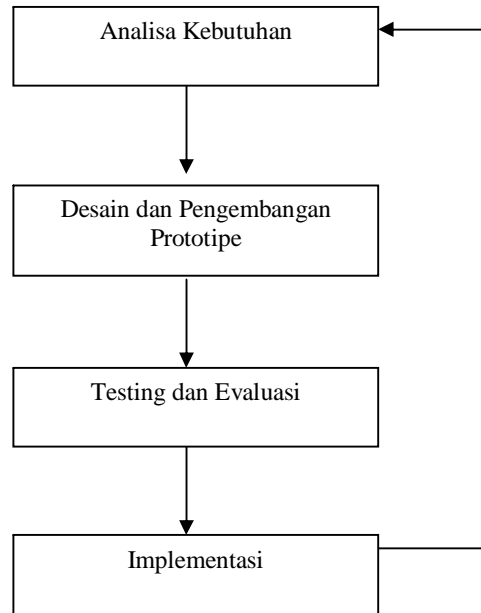 Analisa Kebutuhan
Desain dan Pengembangan
Prototipe
Testing dan Evaluasi
Implementasi